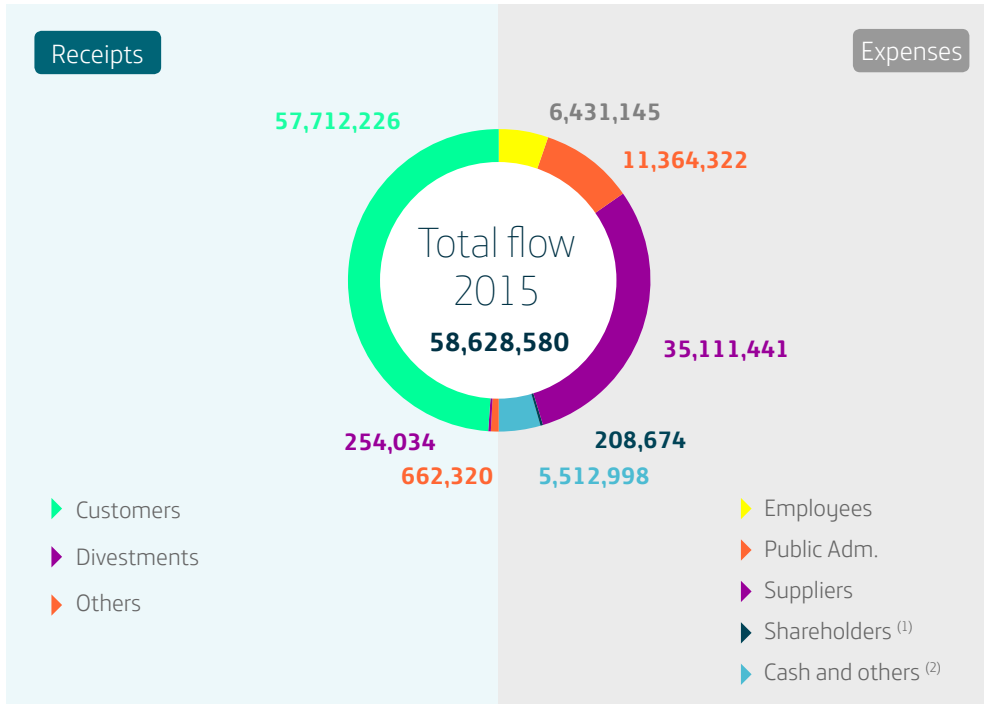 Receipts
Expenses
57,712,226
6,431,145
11,364,322
Total flow
2015
58,628,580
35,111,441
254,034
208,674
662,320
5,512,998
Customers
Divestments
Others
Employees
Public Adm.
Suppliers
Shareholders (1)
Cash and others (2)